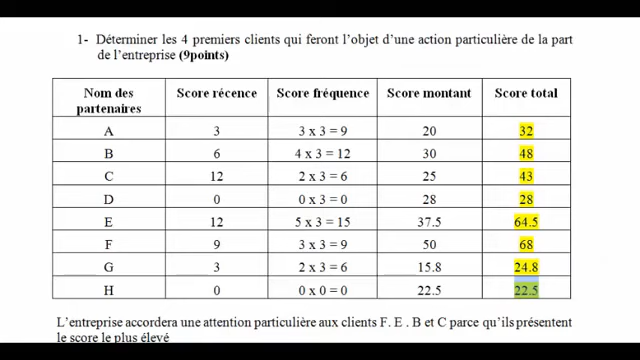 1- Déterminer les 4 premiers clients qui feront l'objet d'une action particulière de la part
de l'entreprise (9points)
Nom des partenaires Score récence Score fréquence Score montant Score total
A 3 3 x 3 = 9 20 32
B 6 4 x 3 = 12 30 48
C 12 2 x 3 = 6 25 43
D 0 0 x 3 = 0 28 28
E 12 5 x 3 = 15 37.5 64.5
F 9 3 x 3 = 9 50 68
G 3 2 x 3 = 6 15.8 24.8
H 0 0 x 0 = 0 22.5 22.5
L'entreprise accordera une attention particulière aux clients F. E . B et C parce qu'ils présentent
le score le plus élevé